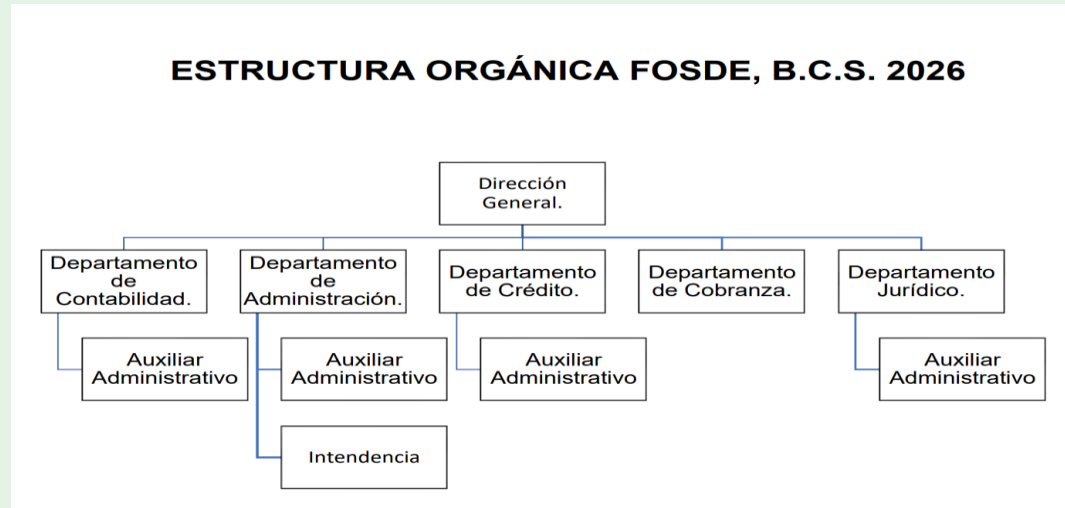 ESTRUCTURA ORGÁNICA FOSDE, B.C.S. 2026
Dirección
General.
Departamento
de
Contabilidad.
Departamento
de
Administración.
Departamento
de Crédito.
Departamento
de Cobranza.
Departamento
Jurídico.
Auxiliar
Administrativo
Auxiliar
Administrativo
Auxiliar
Administrativo
Auxiliar
Administrativo
Intendencia